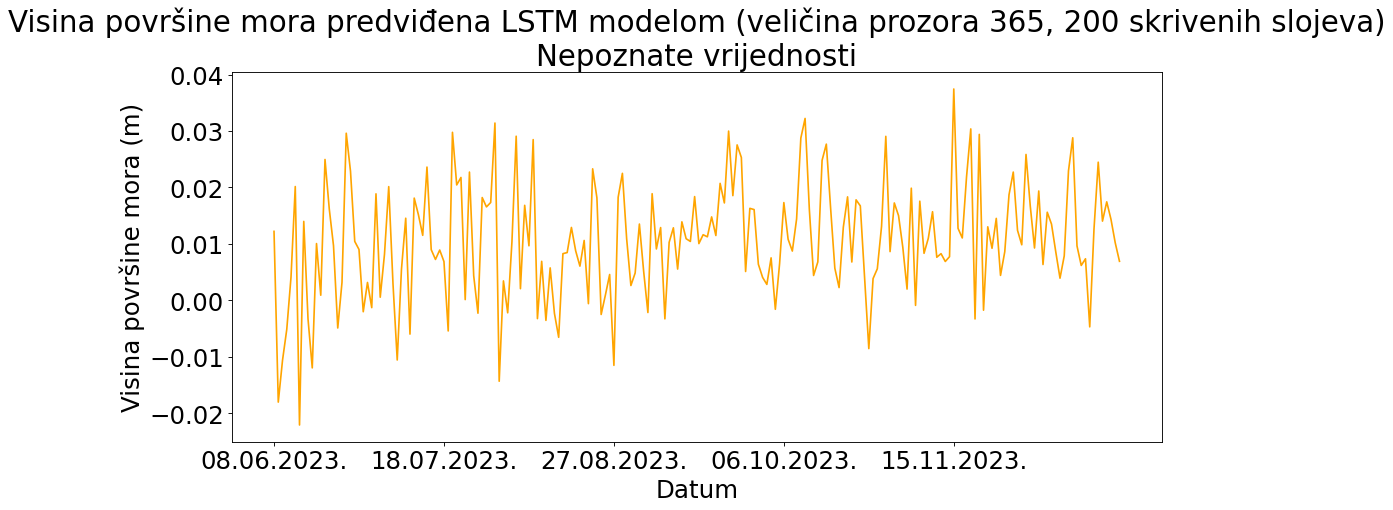 Visina površine mora predviđena LSTM modelom (veličina prozora 365, 200 skrivenih slojeva)
Nepoznate vrijednosti
Visina površine mora (m)
0.04
0.03
0.02
0.01
0.00
−0.01
−0.02
08.06.2023. 18.07.2023. 27.08.2023. 06.10.2023. 15.11.2023.
Datum